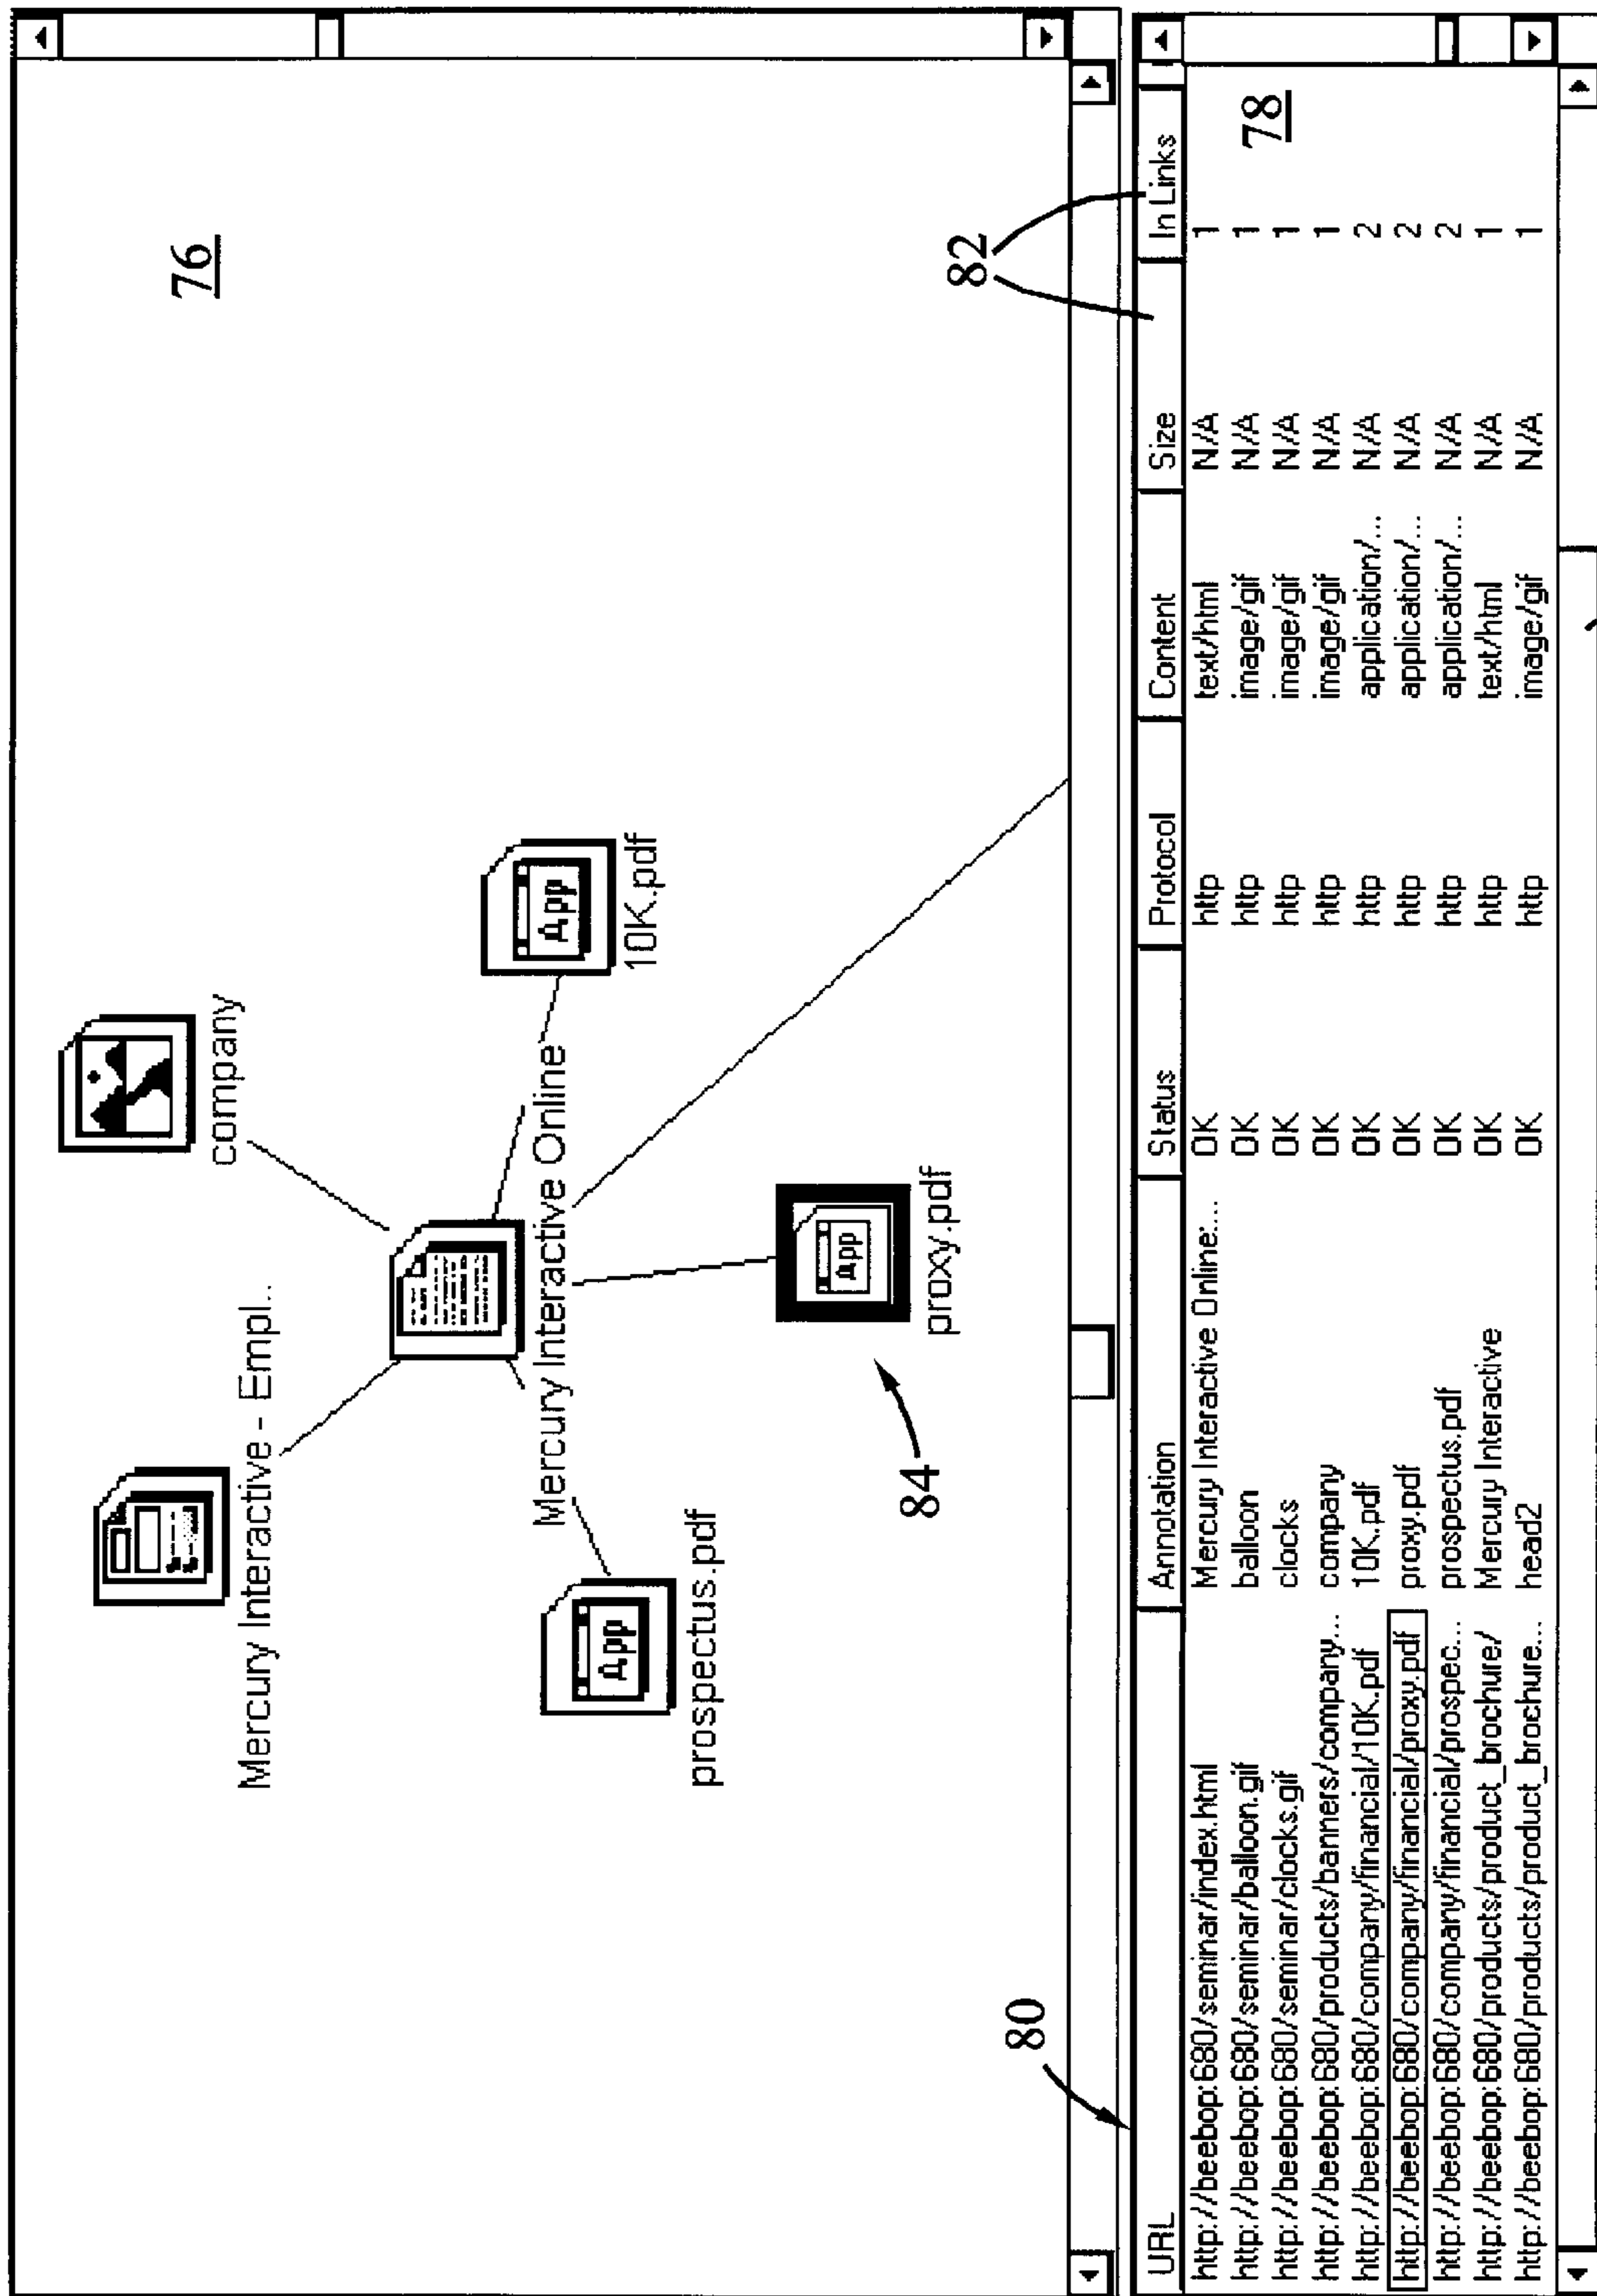 76
company
Mercury Interactive - Empl..
10K.pdf
Mercury Interactive Online
prospectus.pdf
proxy.pdf
App
App
App
84
82
80
78
URL Annotation Status Protocol Content Size In Links
http://beebop:680/seminar/index.html Mercury Interactive Online:... OK http text/html N/A 1
http://beebop:680/seminar/balloon.gif balloon OK http image/gif N/A 1
http://beebop:680/seminar/clocks.gif clocks OK http image/gif N/A 1
http://beebop:680/products/banners/company... company OK http image/gif N/A 1
http://beebop:680/company/financial/10K.pdf 10K.pdf OK http application/... N/A 2
http://beebop:680/company/financial/proxy.pdf proxy.pdf OK http application/... N/A 2
http://beebop:680/company/financial/prospec... prospectus.pdf OK http application/... N/A 2
http://beebop:680/products/product_brochure/ Mercury Interactive OK http text/html N/A 1
http://beebop:680/products/product_brochure... head2 OK http image/gif N/A 1